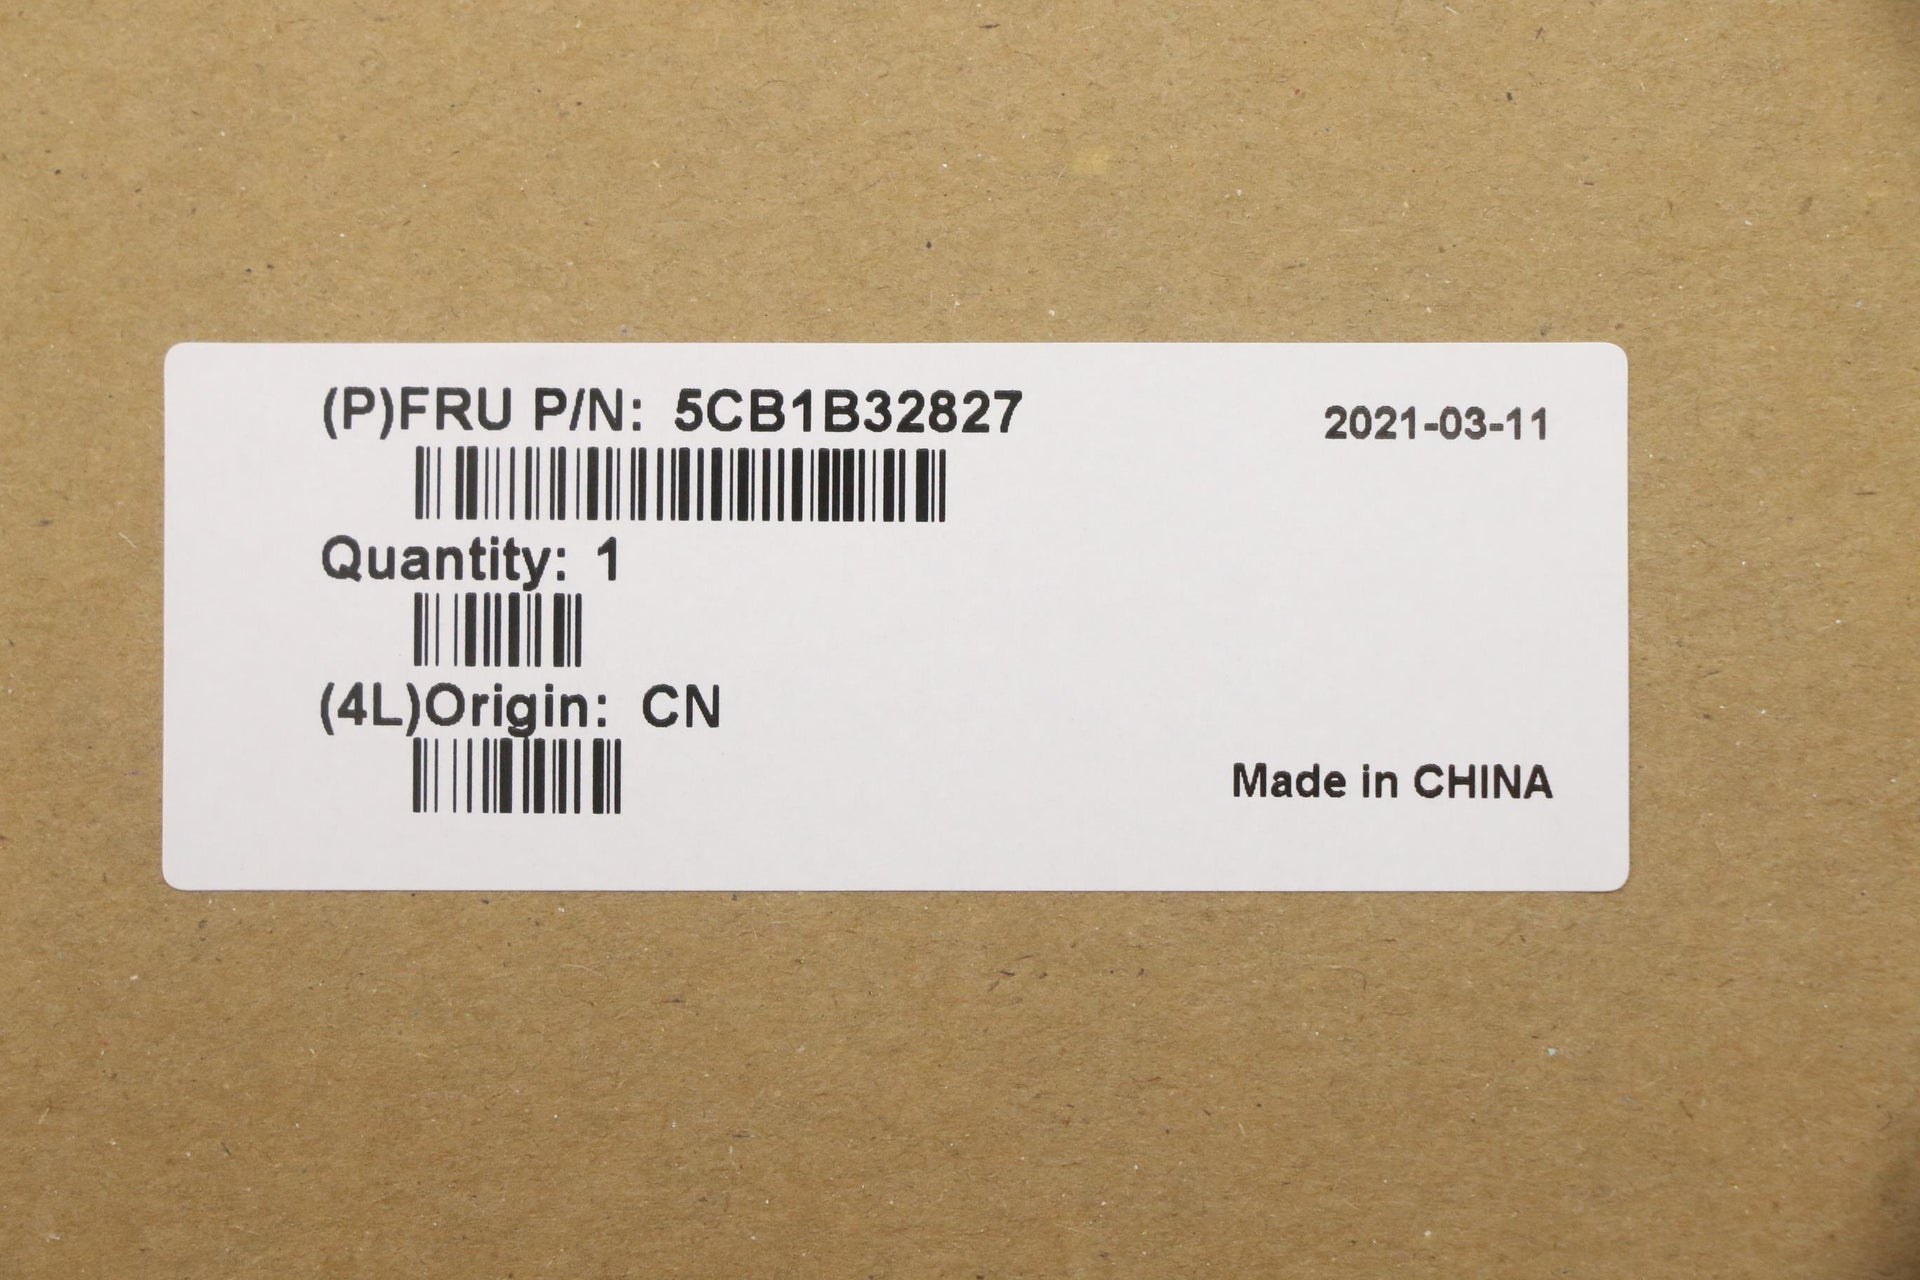 (P)FRU P/N: 5CB1B32827
2021-03-11
Quantity: 1
(4L)Origin: CN
Made in CHINA